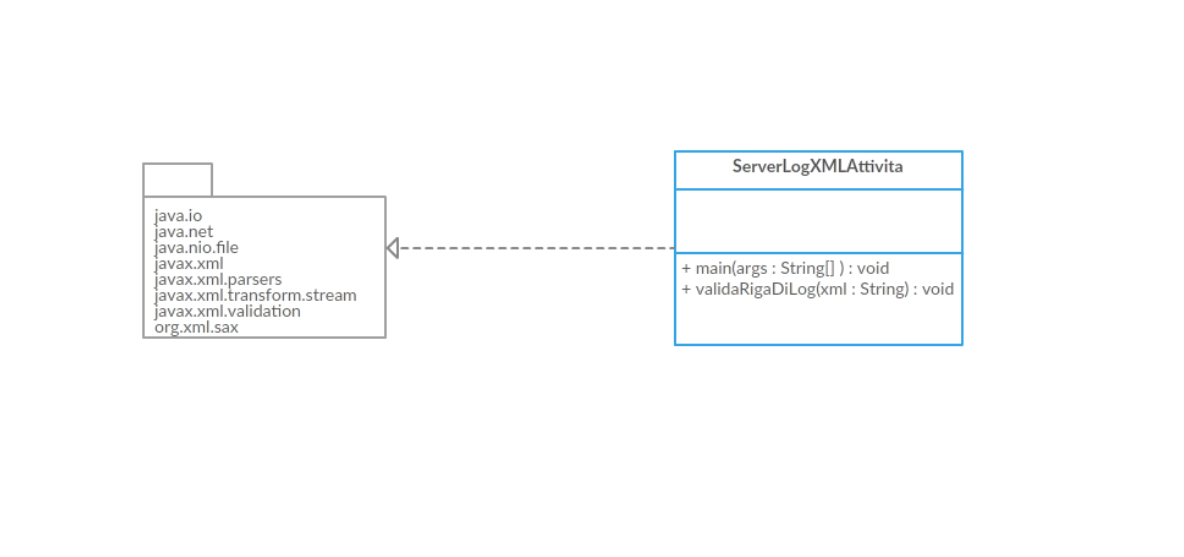 java.io
java.net
java.nio.file
javax.xml
javax.xml.parsers
javax.xml.transform.stream
javax.xml.validation
org.xml.sax
ServerLogXMLAttivita
+ main(args : String[] ) : void
+ validaRigaDiLog(xml : String) : void